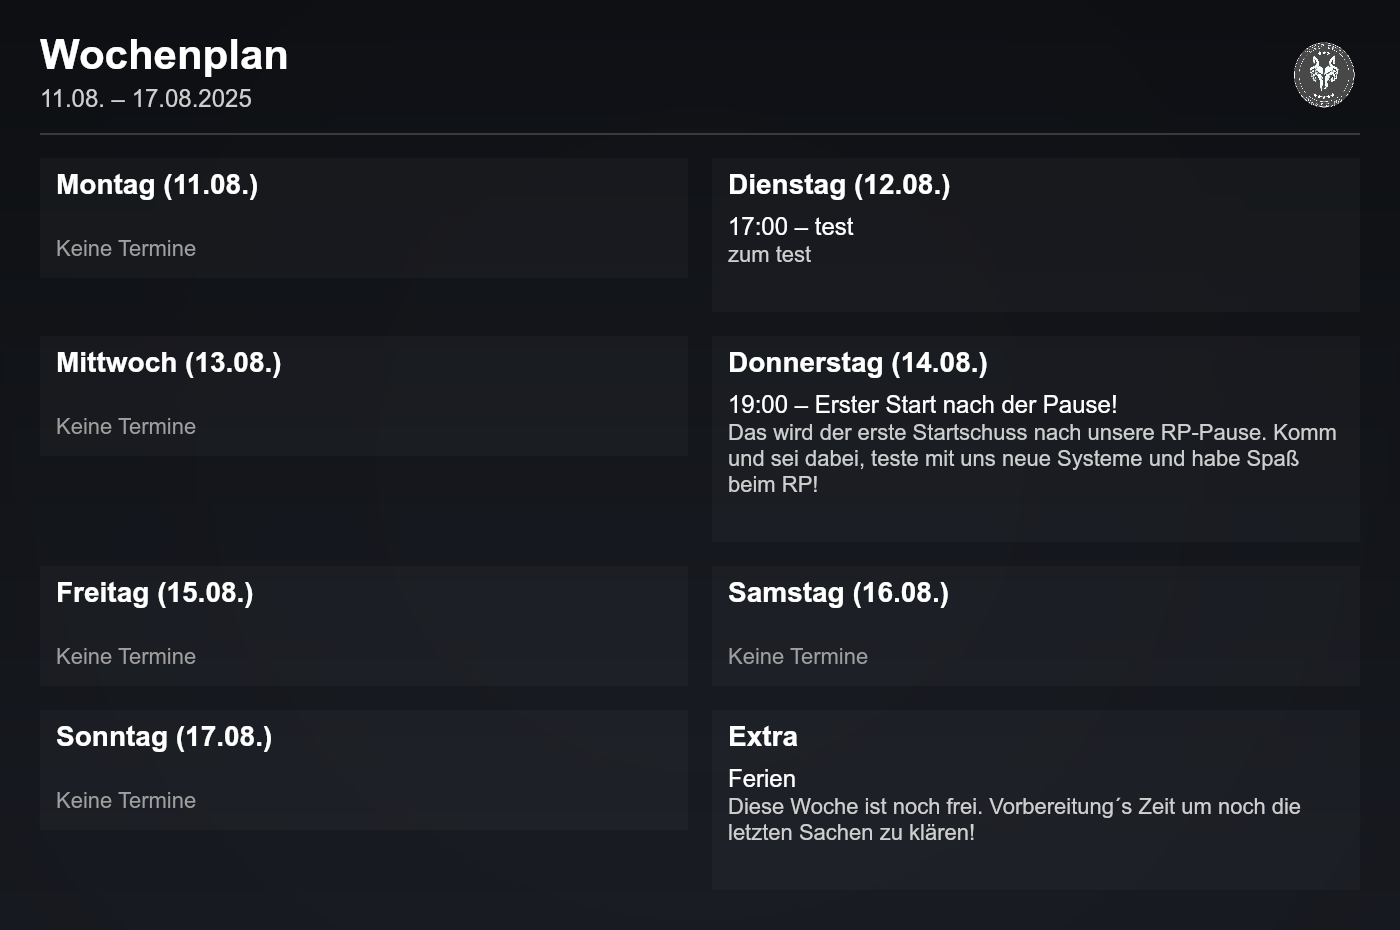 Wochenplan
11.08. – 17.08.2025
Montag (11.08.)
Keine Termine
Dienstag (12.08.)
17:00 – test
zum test
Mittwoch (13.08.)
Keine Termine
Donnerstag (14.08.)
19:00 – Erster Start nach der Pause!
Das wird der erste Startschuss nach unsere RP-Pause. Komm
und sei dabei, teste mit uns neue Systeme und habe Spaß
beim RP!
Freitag (15.08.)
Keine Termine
Samstag (16.08.)
Keine Termine
Sonntag (17.08.)
Keine Termine
Extra
Ferien
Diese Woche ist noch frei. Vorbereitung´s Zeit um noch die
letzten Sachen zu klären!